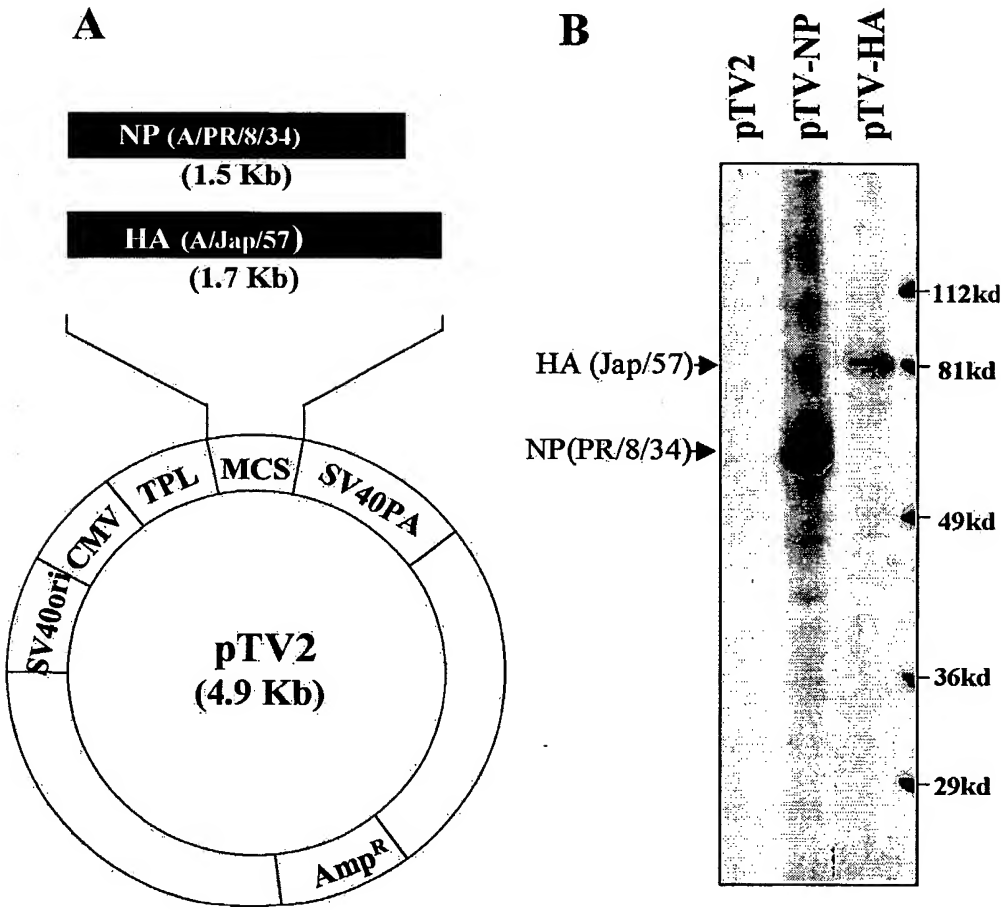 A
NP (A/PR/8/34)
(1.5 Kb)
HA (A/Jap/57)
(1.7 Kb)
MCS
TPL
SV40PA
CMV
SV40ori
pTV2
(4.9 Kb)
Amp^R
B
pTV2
pTV-NP
pTV-HA
HA (Jap/57)
NP(PR/8/34)
112kd
81kd
49kd
36kd
29kd